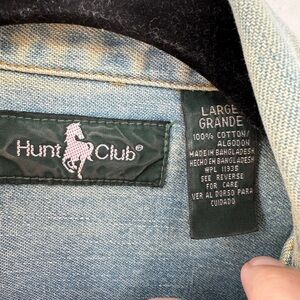 Hunt Club®
LARGE
GRANDE
100% COTTON/
ALGODON
MADE IN BANGLADESH
HECHO EN BANGLADESH
WPL 11935
SEE REVERSE
FOR CARE
VER AL DORSO PARA
CUIDADO